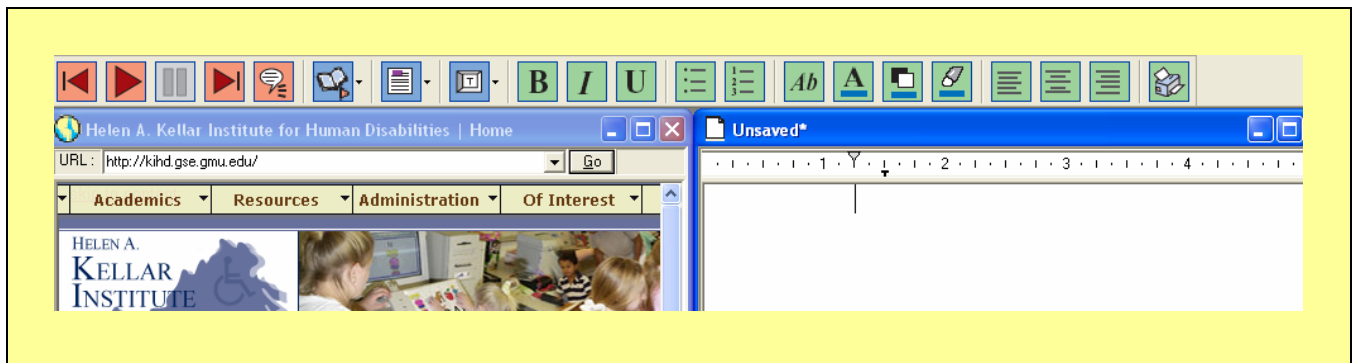 B I U Ab A
Helen A. Kellar Institute for Human Disabilities | Home
URL: http://kihd.gse.gmu.edu/ Go
Academics Resources Administration Of Interest
HELEN A.
KELLAR
INSTITUTE
Unsaved*
1 2 3 4